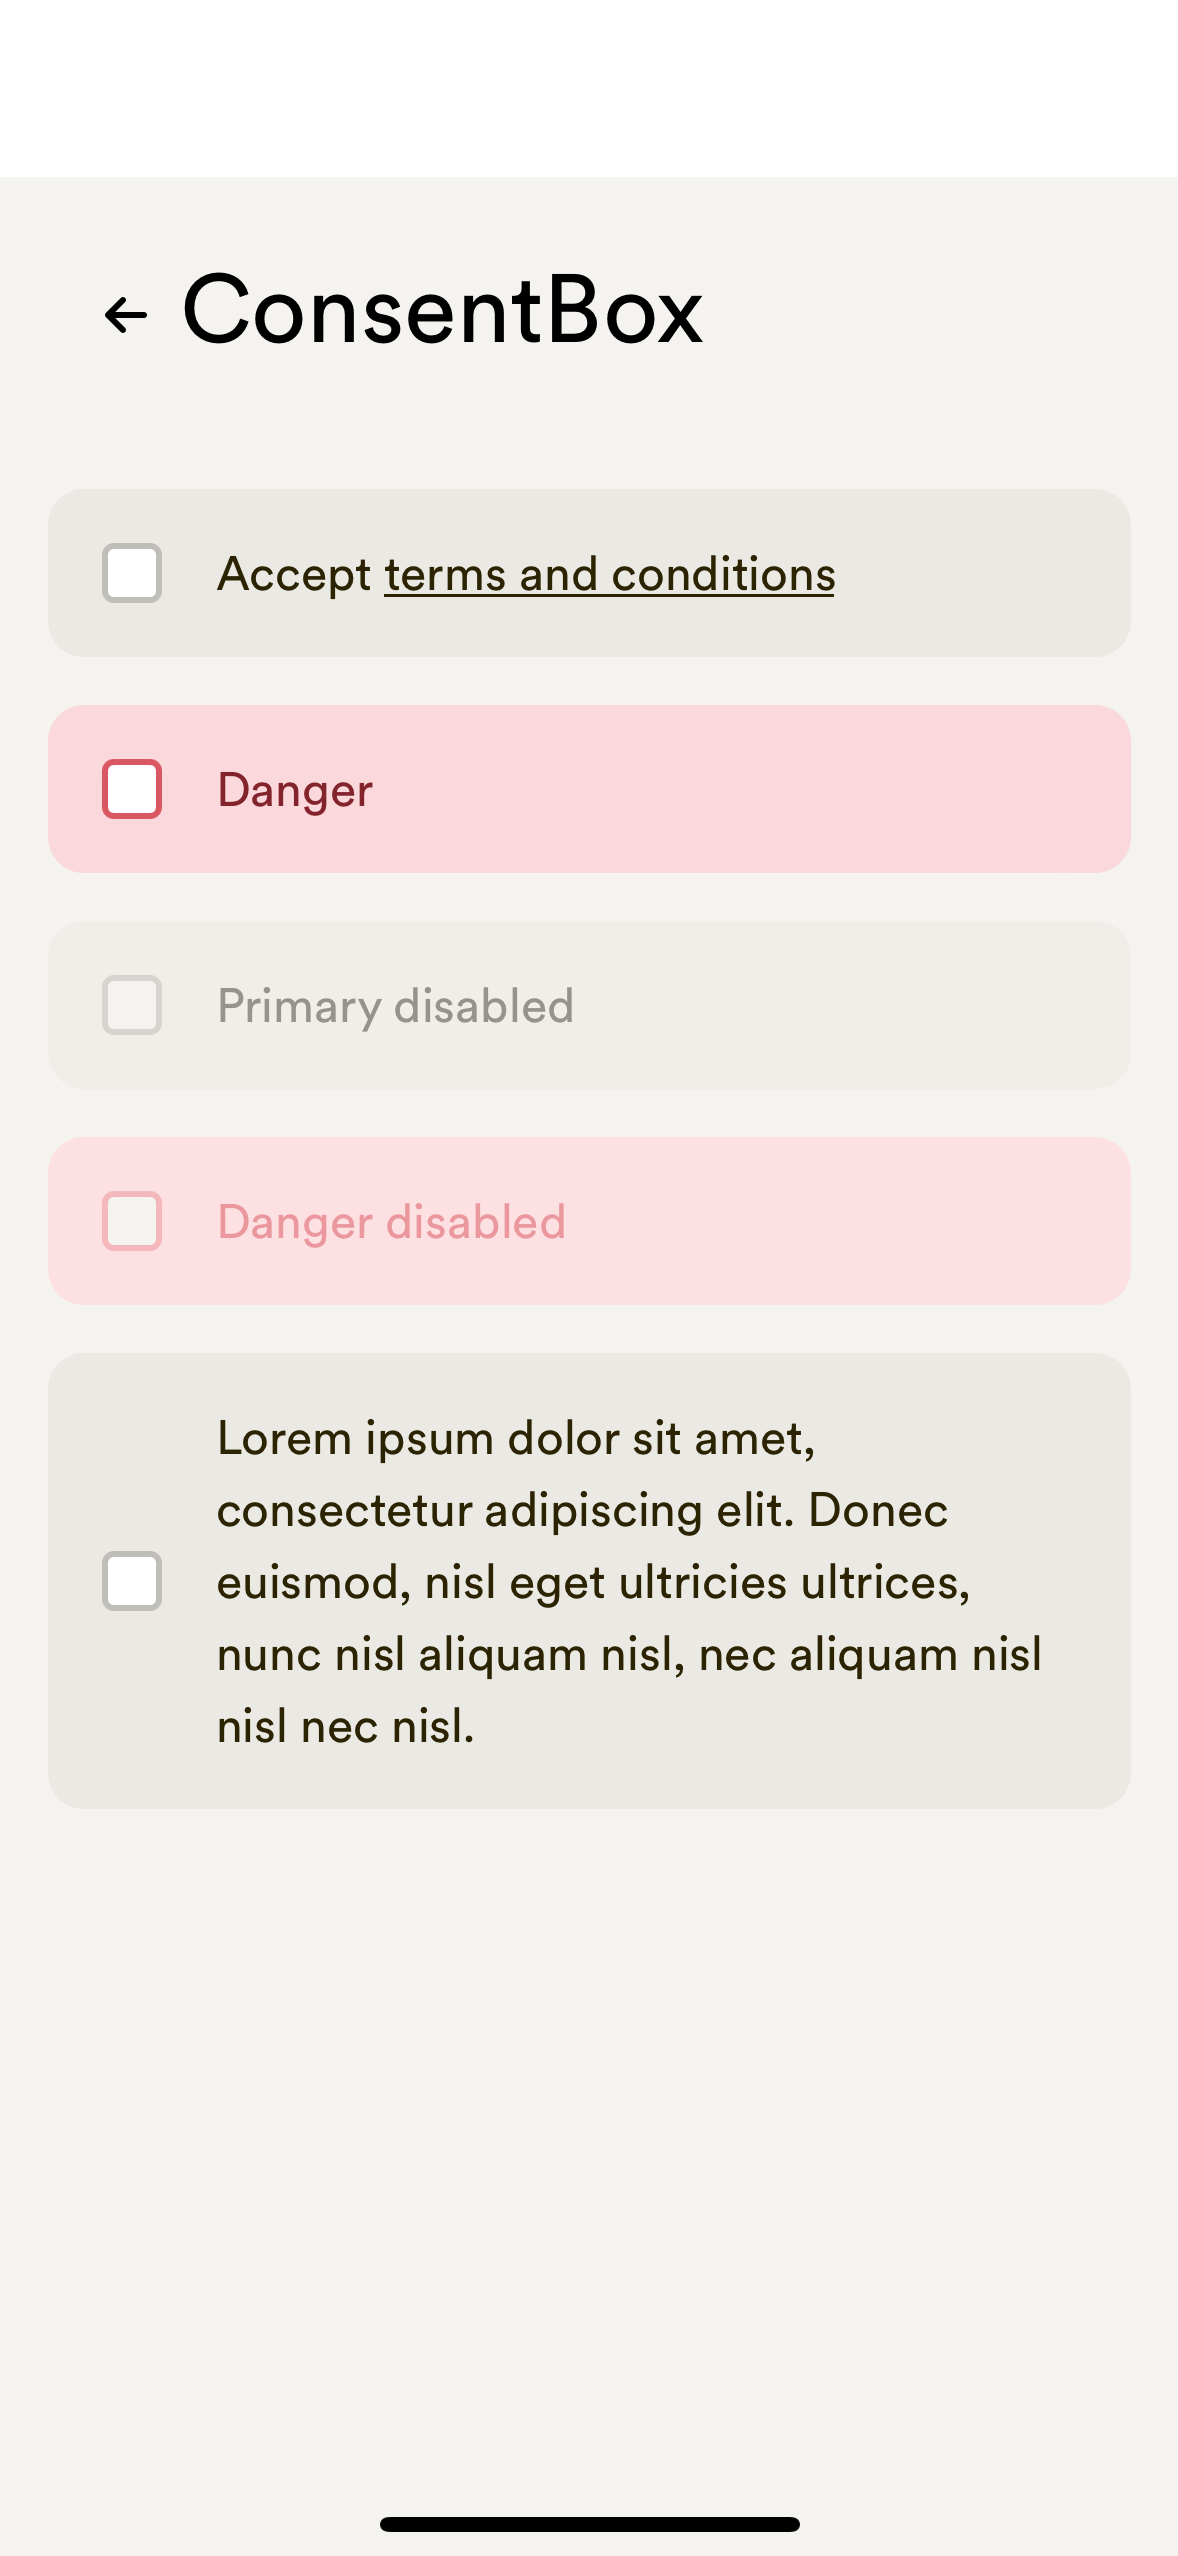 ConsentBox
Accept terms and conditions
Danger
Primary disabled
Danger disabled
Lorem ipsum dolor sit amet,
consectetur adipiscing elit. Donec
euismod, nisl eget ultricies ultrices,
nunc nisl aliquam nisl, nec aliquam nisl
nisl nec nisl.